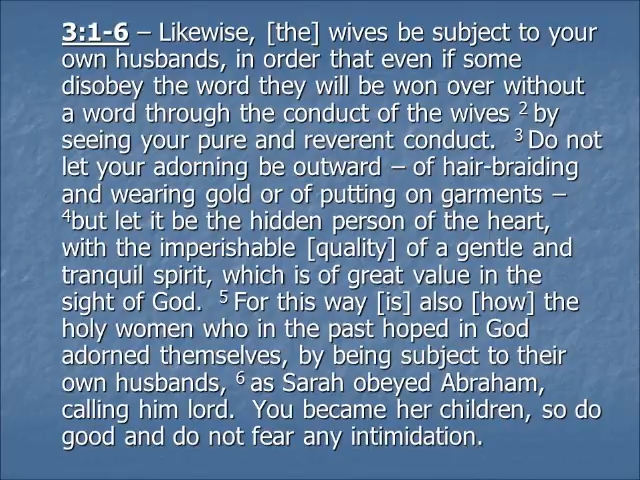 3:1-6 – Likewise, [the] wives be subject to your
own husbands, in order that even if some
disobey the word they will be won over without
a word through the conduct of the wives 2 by
seeing your pure and reverent conduct. 3 Do not
let your adorning be outward – of hair-braiding
and wearing gold or of putting on garments –
4but let it be the hidden person of the heart,
with the imperishable [quality] of a gentle and
tranquil spirit, which is of great value in the
sight of God. 5 For this way [is] also [how] the
holy women who in the past hoped in God
adorned themselves, by being subject to their
own husbands, 6 as Sarah obeyed Abraham,
calling him lord. You became her children, so do
good and do not fear any intimidation.